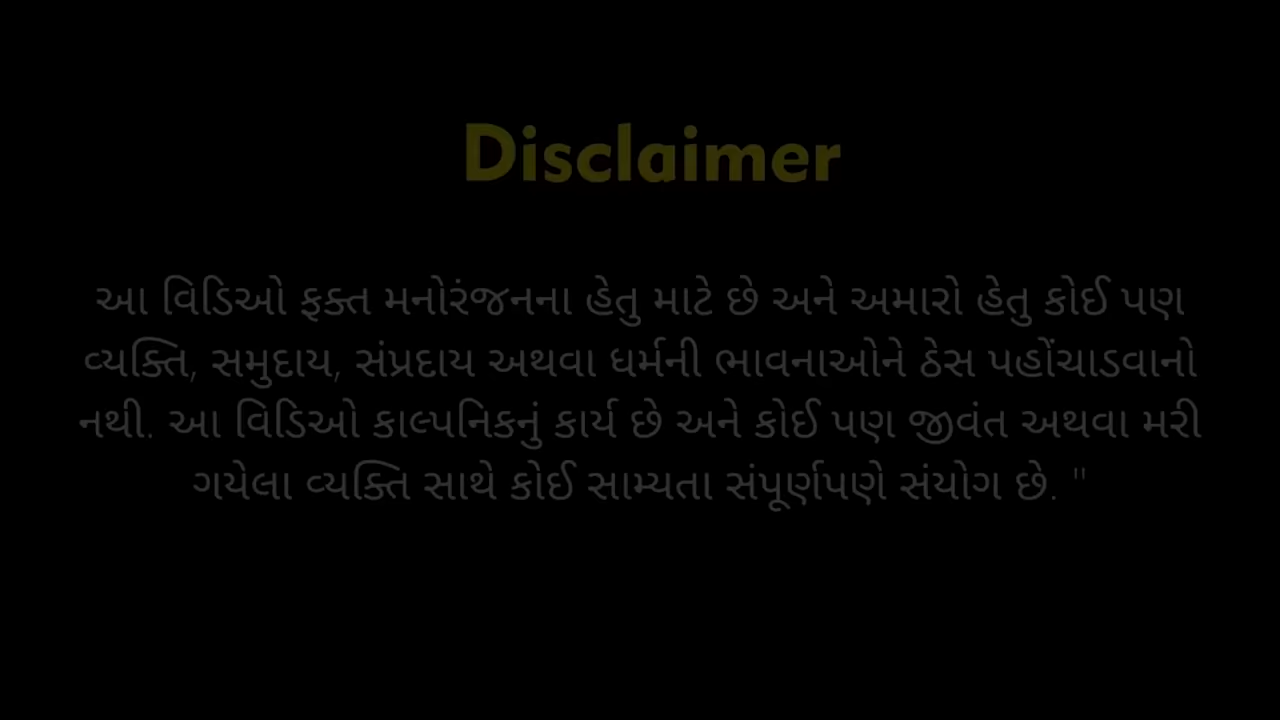 Disclaimer
આ વિડિઓ ફક્ત મનોરંજનના હેતુ માટે છે અને અમારો હેતુ કોઈ પણ
વ્યક્તિ, સમુદાય, સંપ્રદાય અથવા ધર્મની ભાવનાઓને ઠેસ પહોંચાડવાનો
નથી. આ વિડિઓ કાલ્પનિકનું કાર્ય છે અને કોઈ પણ જીવંત અથવા મરી
ગયેલા વ્યક્તિ સાથે કોઈ સામ્યતા સંપૂર્ણપણે સંયોગ છે. "